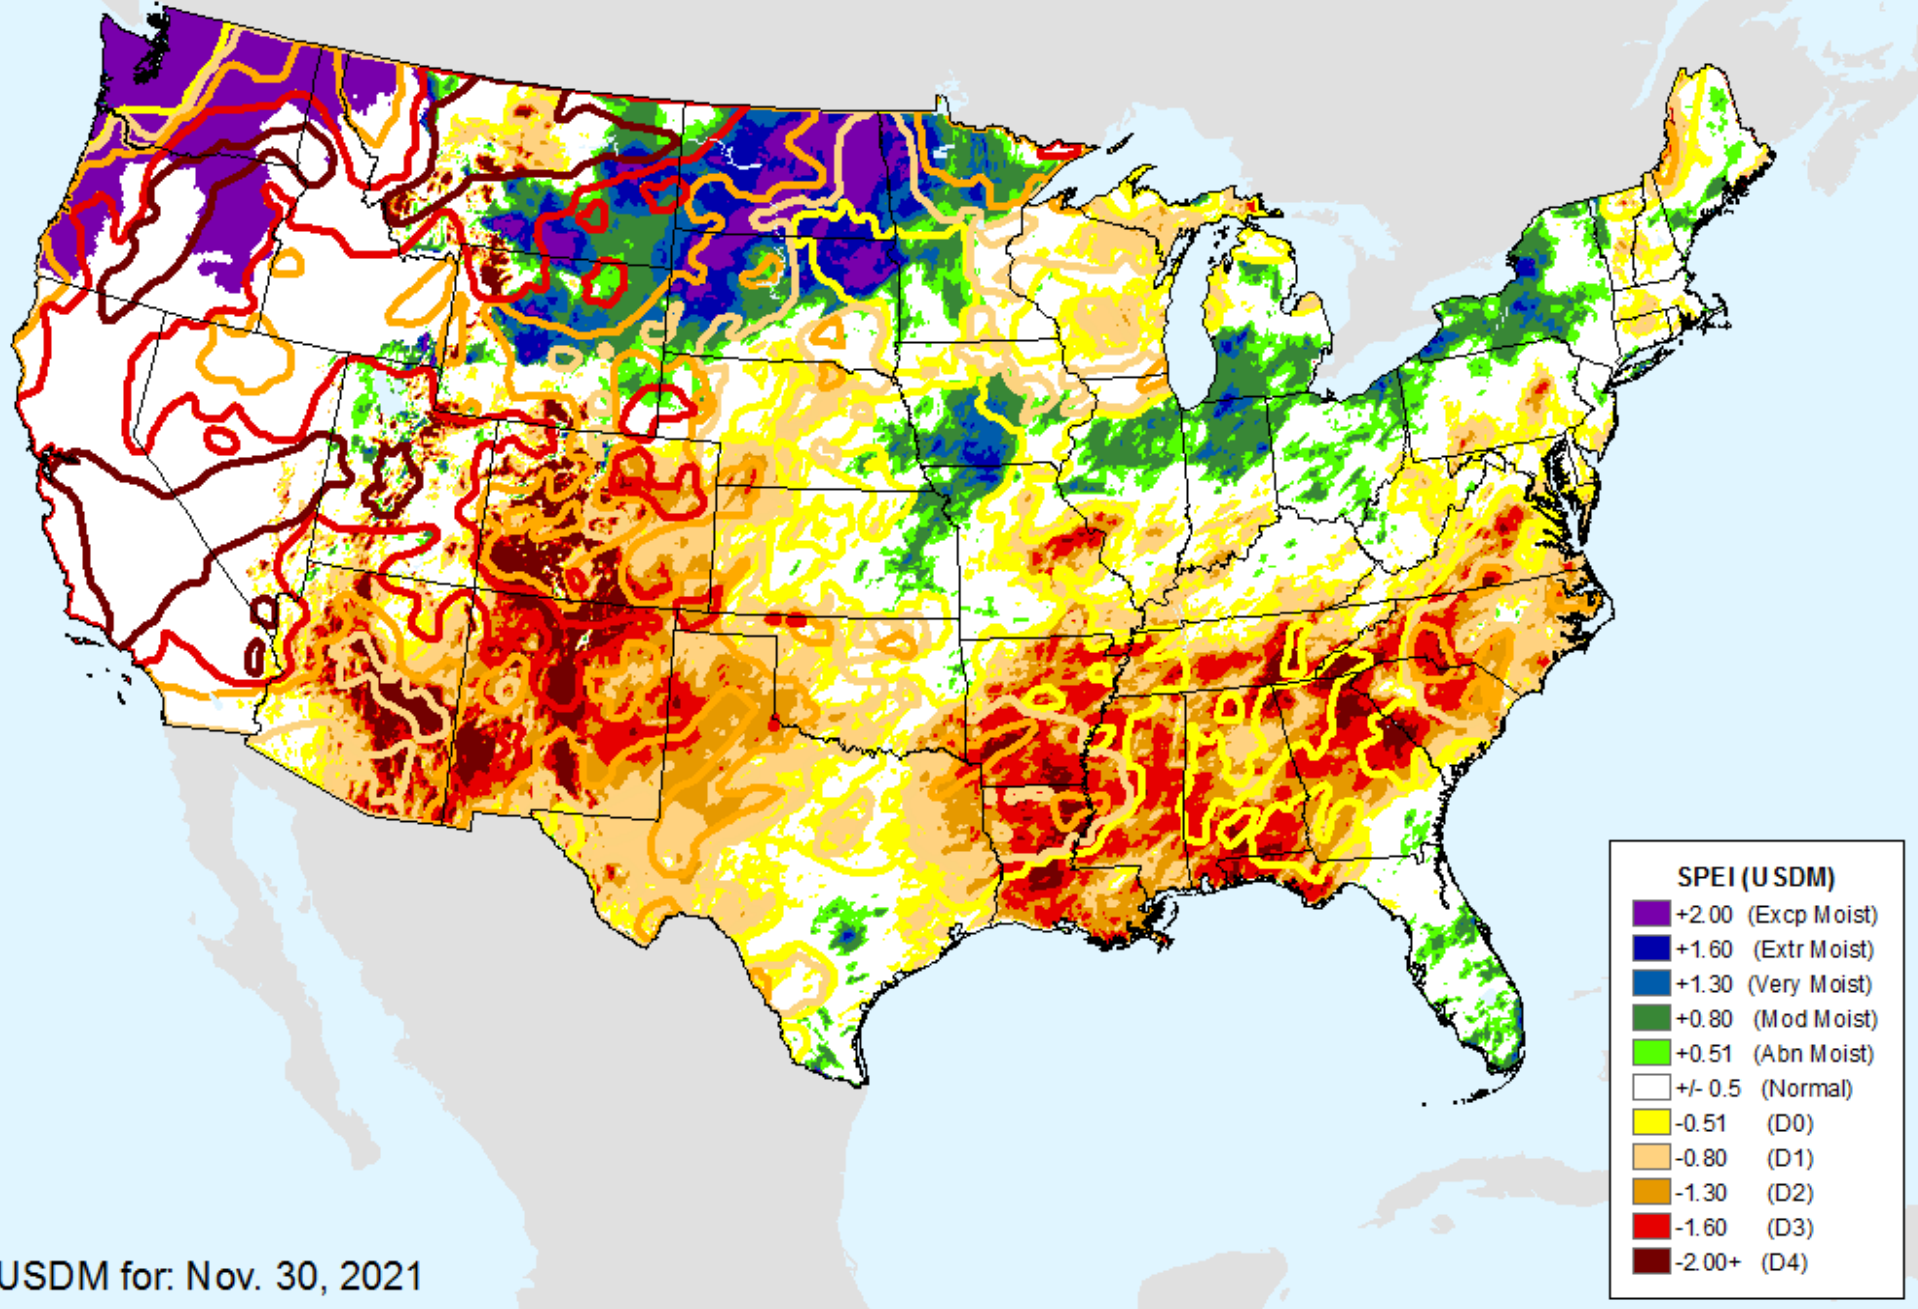 SPEI (USDM)
+2.00 (Excp Moist)
+1.60 (Extr Moist)
+1.30 (Very Moist)
+0.80 (Mod Moist)
+0.51 (Abn Moist)
+/- 0.5 (Normal)
-0.51 (D0)
-0.80 (D1)
-1.30 (D2)
-1.60 (D3)
-2.00+ (D4)
USDM for: Nov. 30, 2021